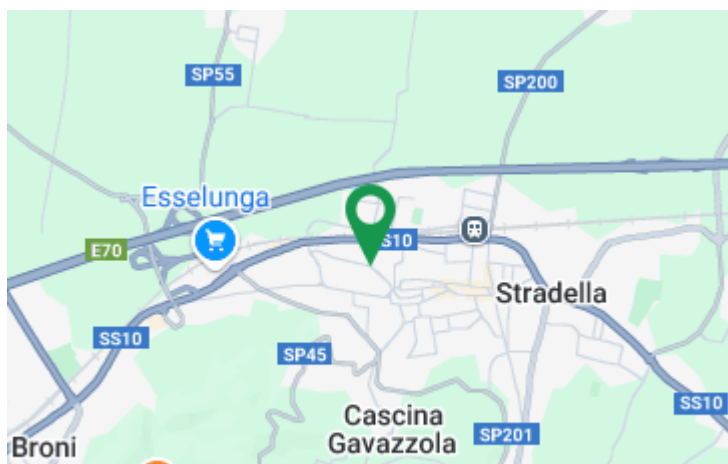 SP55
SP200
Esselunga
E70
SS10
Stradella
SS10
SP45
SS10
Cascina
Gavazzola
Broni
SP201